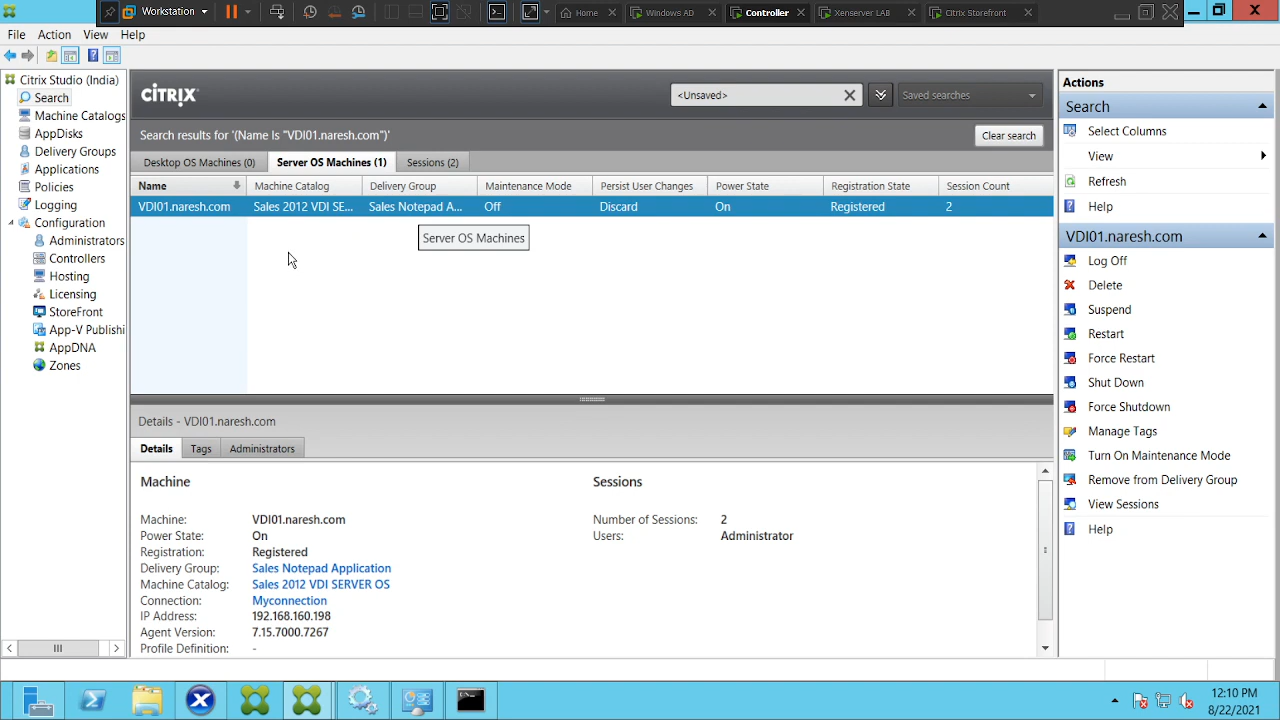 Workstation
Home
Windows AD
Controller
Xenserver LAB
Citrix Storefront
File Action View Help
Citrix Studio (India)
Search
Machine Catalogs
AppDisks
Delivery Groups
Applications
Policies
Logging
Configuration
Administrators
Controllers
Hosting
Licensing
StoreFront
App-V Publishi
AppDNA
Zones
CITRIX
<Unsaved>
Saved searches
Search results for '(Name Is "VDI01.naresh.com")'
Clear search
Desktop OS Machines (0) Server OS Machines (1) Sessions (2)
Name Machine Catalog Delivery Group Maintenance Mode Persist User Changes Power State Registration State Session Count
VDI01.naresh.com Sales 2012 VDI SE... Sales Notepad A... Off Discard On Registered 2
Server OS Machines
Details - VDI01.naresh.com
Details Tags Administrators
Machine
Machine: VDI01.naresh.com
Power State: On
Registration: Registered
Delivery Group: Sales Notepad Application
Machine Catalog: Sales 2012 VDI SERVER OS
Connection: Myconnection
IP Address: 192.168.160.198
Agent Version: 7.15.7000.7267
Profile Definition: -
Sessions
Number of Sessions: 2
Users: Administrator
Actions
Search
Select Columns
View
Refresh
Help
VDI01.naresh.com
Log Off
Delete
Suspend
Restart
Force Restart
Shut Down
Force Shutdown
Manage Tags
Turn On Maintenance Mode
Remove from Delivery Group
View Sessions
Help
12:10 PM
8/22/2021